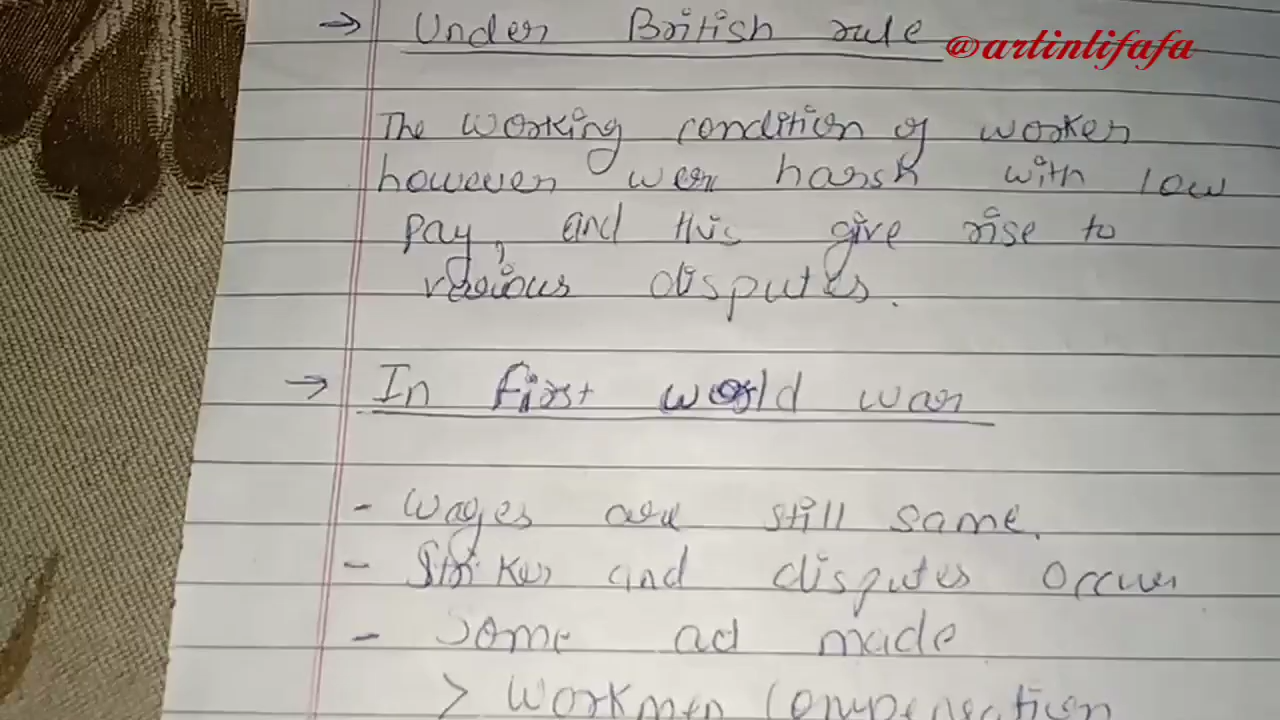 → Under British rule
@artinlifafa
The working condition of worker
however were harsh with low
pay, and this give rise to
various disputes.
→ In first world war
- wages are still same.
- Strikes and disputes occur
- Some act made
> Workmen Compensation